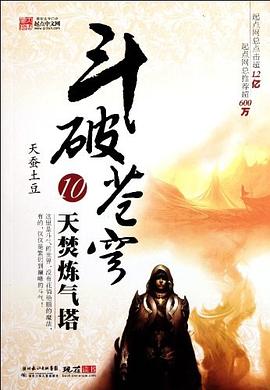 起点网总点击超12亿
起点网总推荐超600万
斗破苍穹
天蚕土豆
10
天焚炼气塔
这里是斗气的世界，没有花俏艳丽的魔法，
有的，仅仅是繁衍到巅峰的斗气！